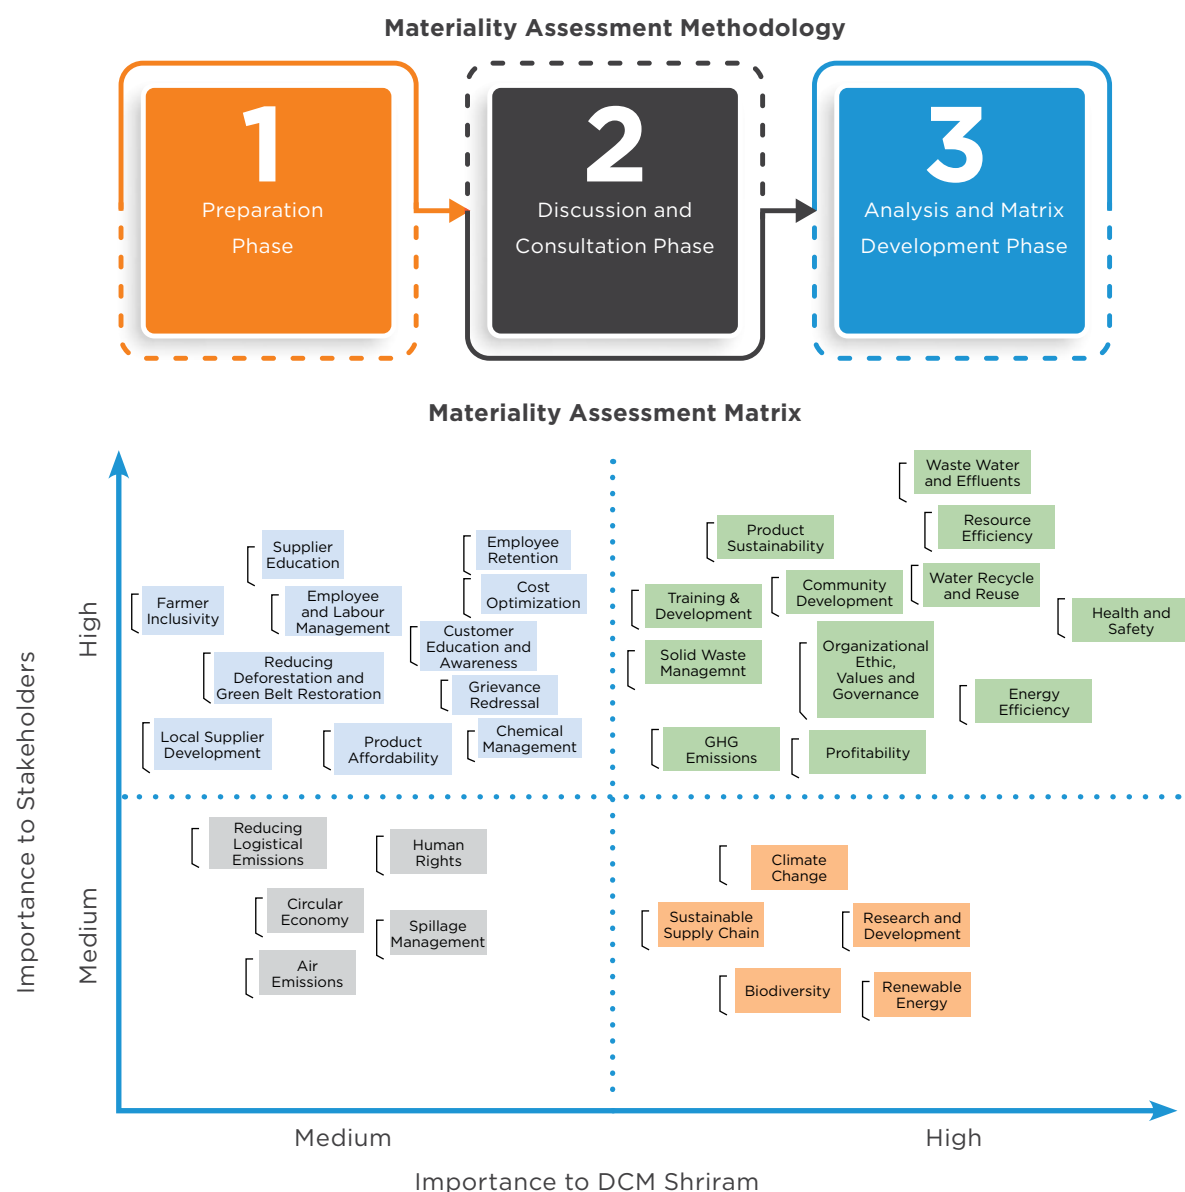 Materiality Assessment Methodology
1
Preparation
Phase
2
Discussion and
Consultation Phase
3
Analysis and Matrix
Development Phase
Materiality Assessment Matrix
Importance to Stakeholders
High
Medium
Supplier
Education
Employee
Retention
Farmer
Inclusivity
Employee
and Labour
Management
Cost
Optimization
Customer
Education and
Awareness
Reducing
Deforestation and
Green Belt Restoration
Grievance
Redressal
Local Supplier
Development
Product
Affordability
Chemical
Management
Waste Water
and Effluents
Product
Sustainability
Resource
Efficiency
Training &
Development
Community
Development
Water Recycle
and Reuse
Health and
Safety
Solid Waste
Managemnt
Organizational
Ethic,
Values and
Governance
Energy
Efficiency
GHG
Emissions
Profitability
Reducing
Logistical
Emissions
Human
Rights
Circular
Economy
Spillage
Management
Air
Emissions
Climate
Change
Sustainable
Supply Chain
Research and
Development
Biodiversity
Renewable
Energy
Medium
High
Importance to DCM Shriram